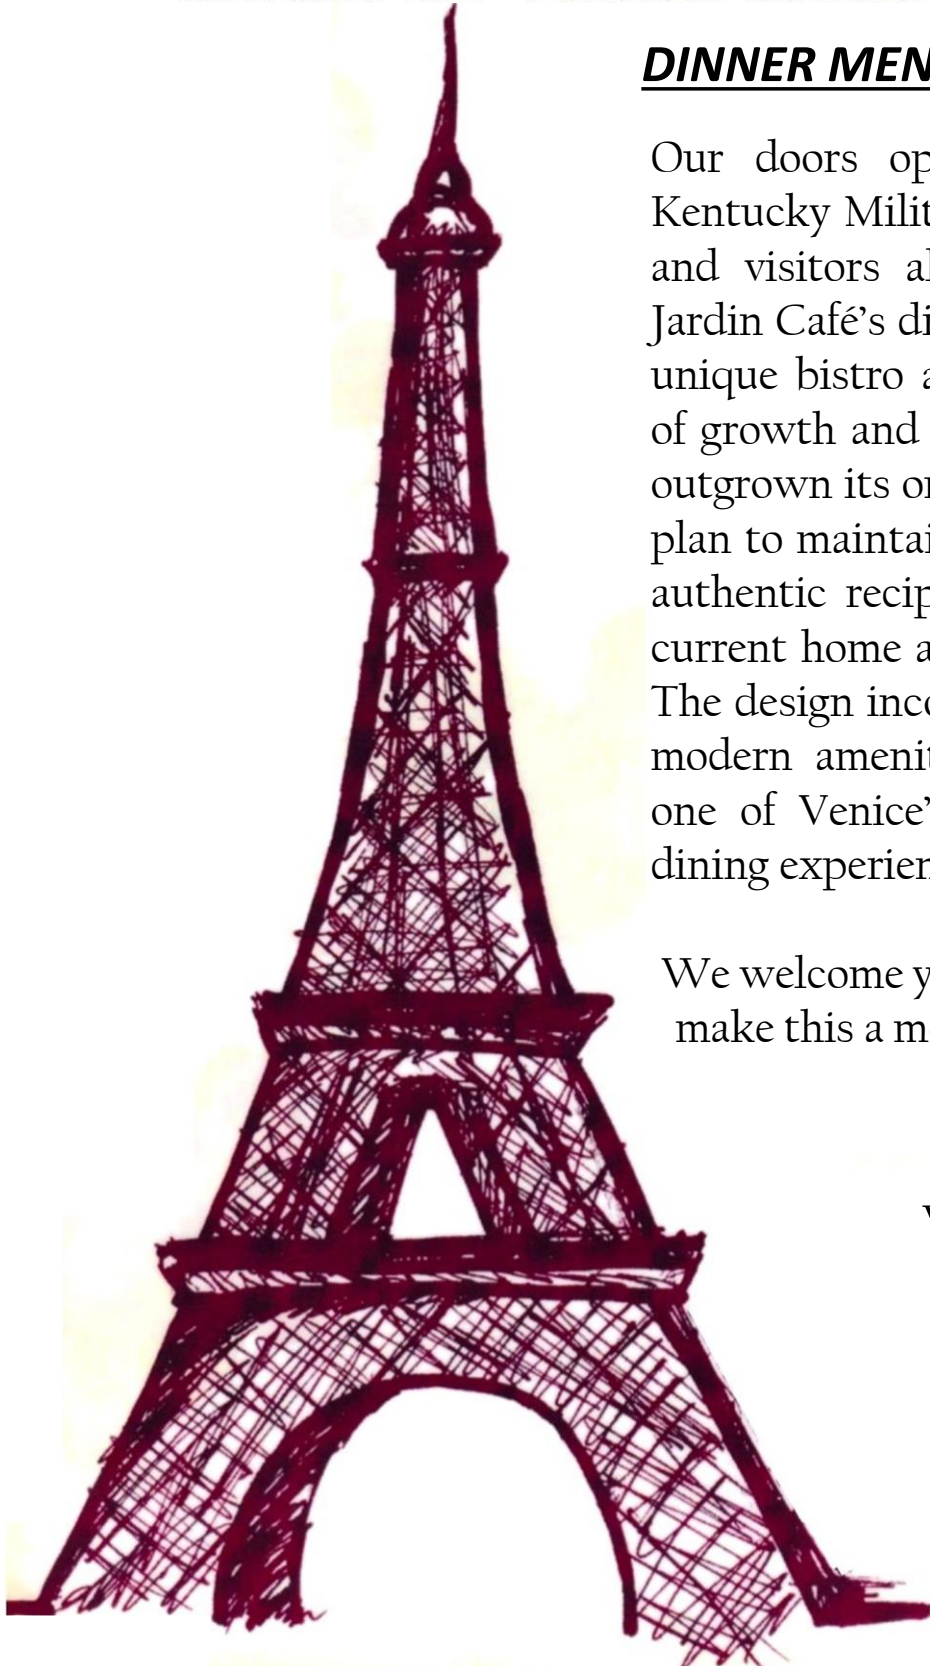 DINNER MEN
Our doors op
Kentucky Milit
and visitors al
Jardin Café's di
unique bistro a
of growth and
outgrown its or
plan to maintai
authentic recip
current home a
The design inco
modern amenit
one of Venice'
dining experien
We welcome y
make this a m